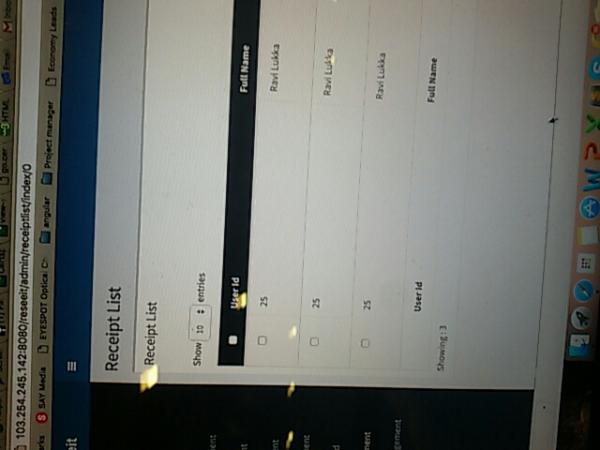 103.254.245.142:8080/reseeit/admin/receiptlist/index/0
SAY Media EYESPOT Optical angular Project manager Economy Leads
Receipt List
Receipt List
Show 10 entries
User Id Full Name
25 Ravi Lukka
25 Ravi Lukka
25 Ravi Lukka
User Id Full Name
Showing : 3